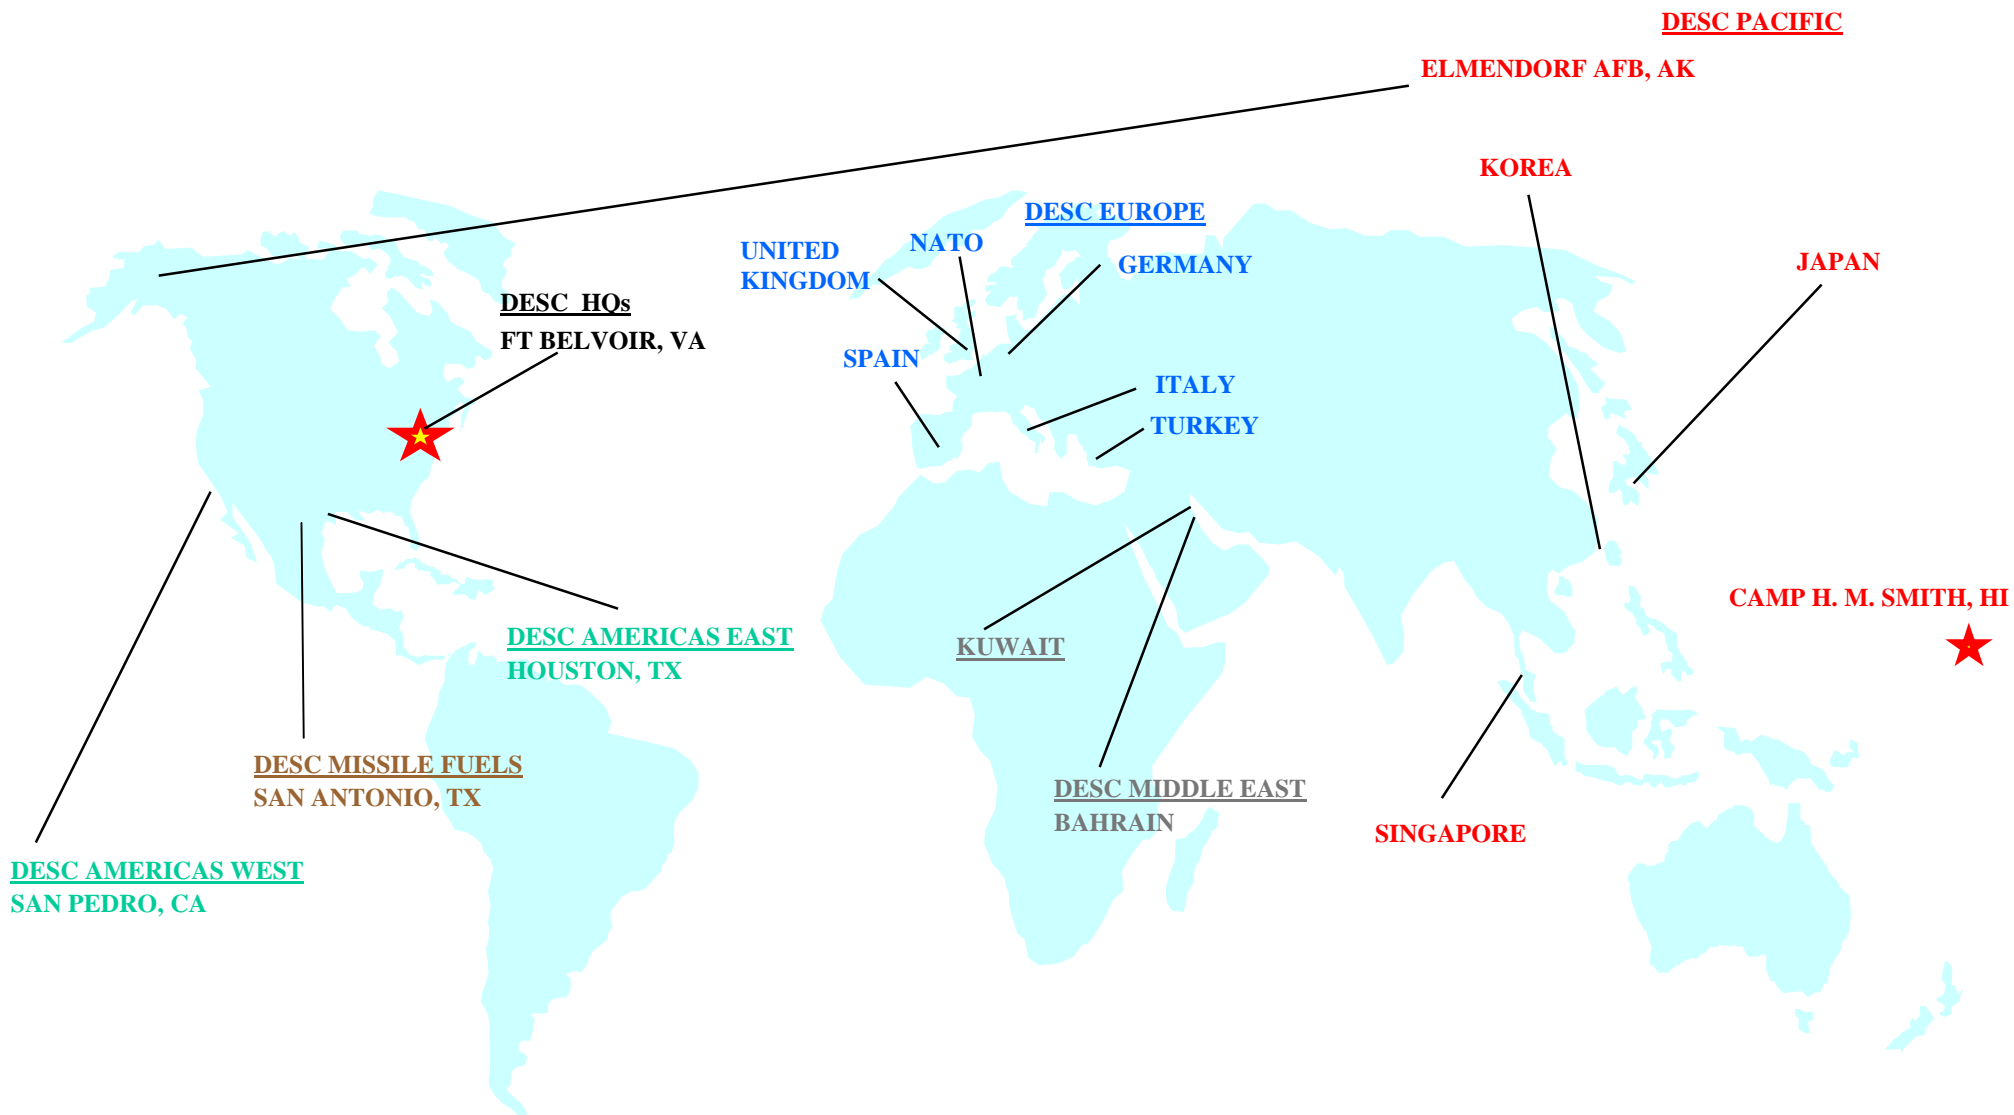 DESC PACIFIC
ELMENDORF AFB, AK
KOREA
DESC EUROPE
UNITED
KINGDOM
NATO
GERMANY
JAPAN
DESC HQs
FT BELVOIR, VA
SPAIN
ITALY
TURKEY
CAMP H. M. SMITH, HI
DESC AMERICAS EAST
HOUSTON, TX
KUWAIT
DESC MISSILE FUELS
SAN ANTONIO, TX
DESC MIDDLE EAST
BAHRAIN
SINGAPORE
DESC AMERICAS WEST
SAN PEDRO, CA